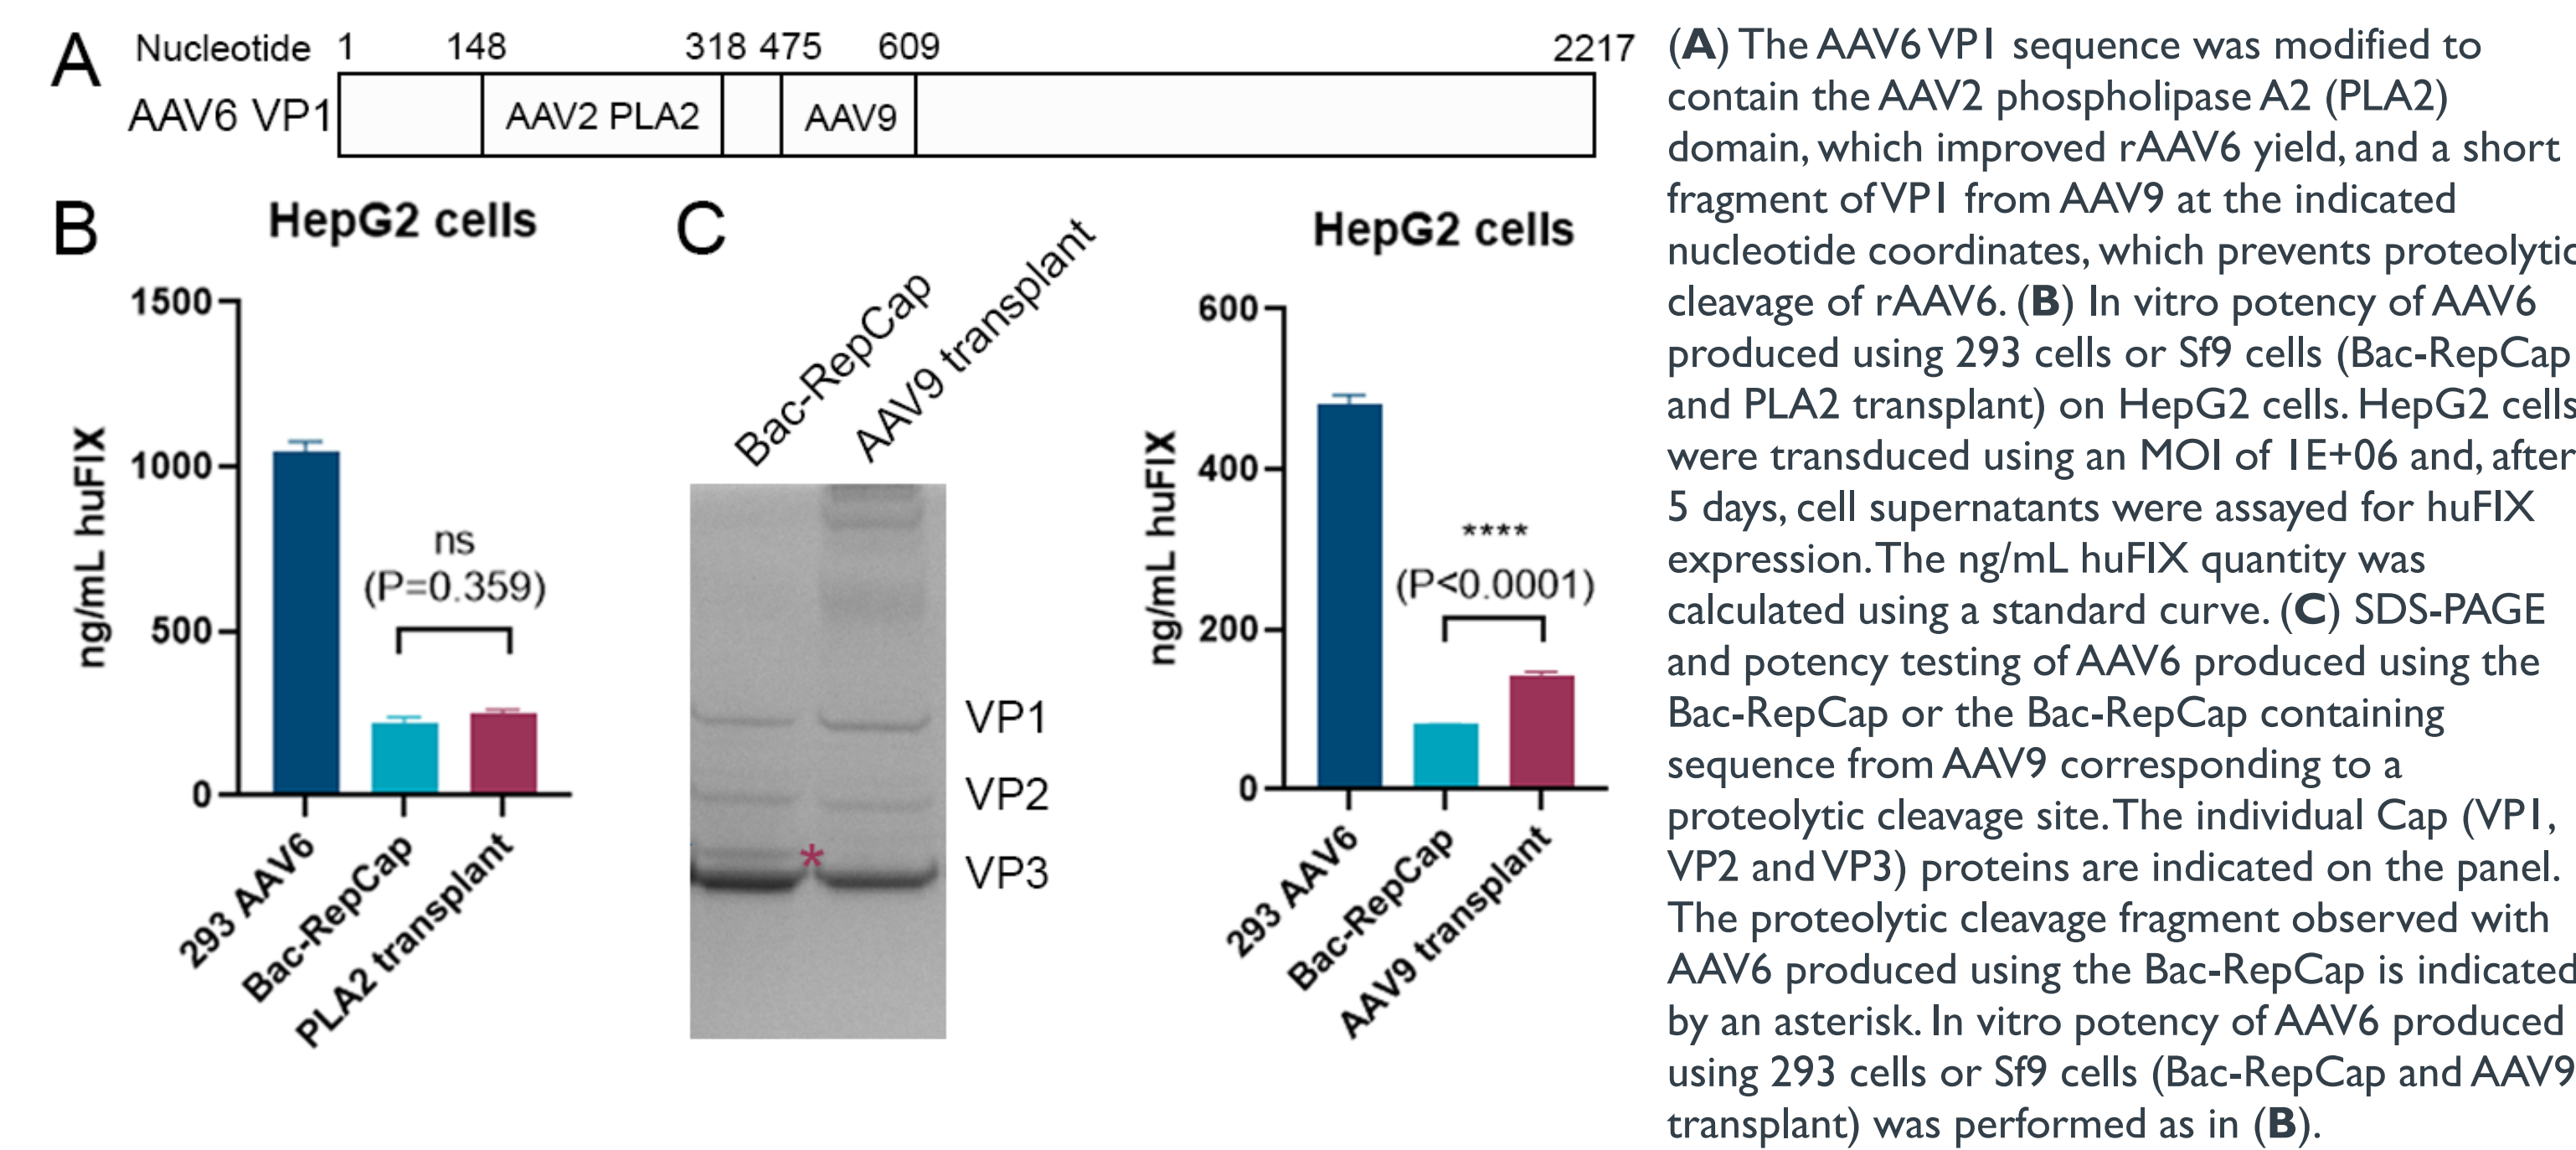 A
Nucleotide 1 148 318 475 609 2217
AAV6 VP1 AAV2 PLA2 AAV9
B
HepG2 cells
1500
1000
500
0
ng/mL huFIX
ns
(P=0.359)
293 AAV6
Bac-RepCap
PLA2 transplant
C
Bac-RepCap
AAV9 transplant
VP1
VP2
*
VP3
HepG2 cells
600
400
200
0
ng/mL huFIX
****
(P<0.0001)
293 AAV6
Bac-RepCap
AAV9 transplant
(A) The AAV6 VP1 sequence was modified to
contain the AAV2 phospholipase A2 (PLA2)
domain, which improved rAAV6 yield, and a short
fragment of VP1 from AAV9 at the indicated
nucleotide coordinates, which prevents proteolytic
cleavage of rAAV6. (B) In vitro potency of AAV6
produced using 293 cells or Sf9 cells (Bac-RepCap
and PLA2 transplant) on HepG2 cells. HepG2 cells
were transduced using an MOI of 1E+06 and, after
5 days, cell supernatants were assayed for huFIX
expression. The ng/mL huFIX quantity was
calculated using a standard curve. (C) SDS-PAGE
and potency testing of AAV6 produced using the
Bac-RepCap or the Bac-RepCap containing
sequence from AAV9 corresponding to a
proteolytic cleavage site. The individual Cap (VP1,
VP2 and VP3) proteins are indicated on the panel.
The proteolytic cleavage fragment observed with
AAV6 produced using the Bac-RepCap is indicated
by an asterisk. In vitro potency of AAV6 produced
using 293 cells or Sf9 cells (Bac-RepCap and AAV9
transplant) was performed as in (B).